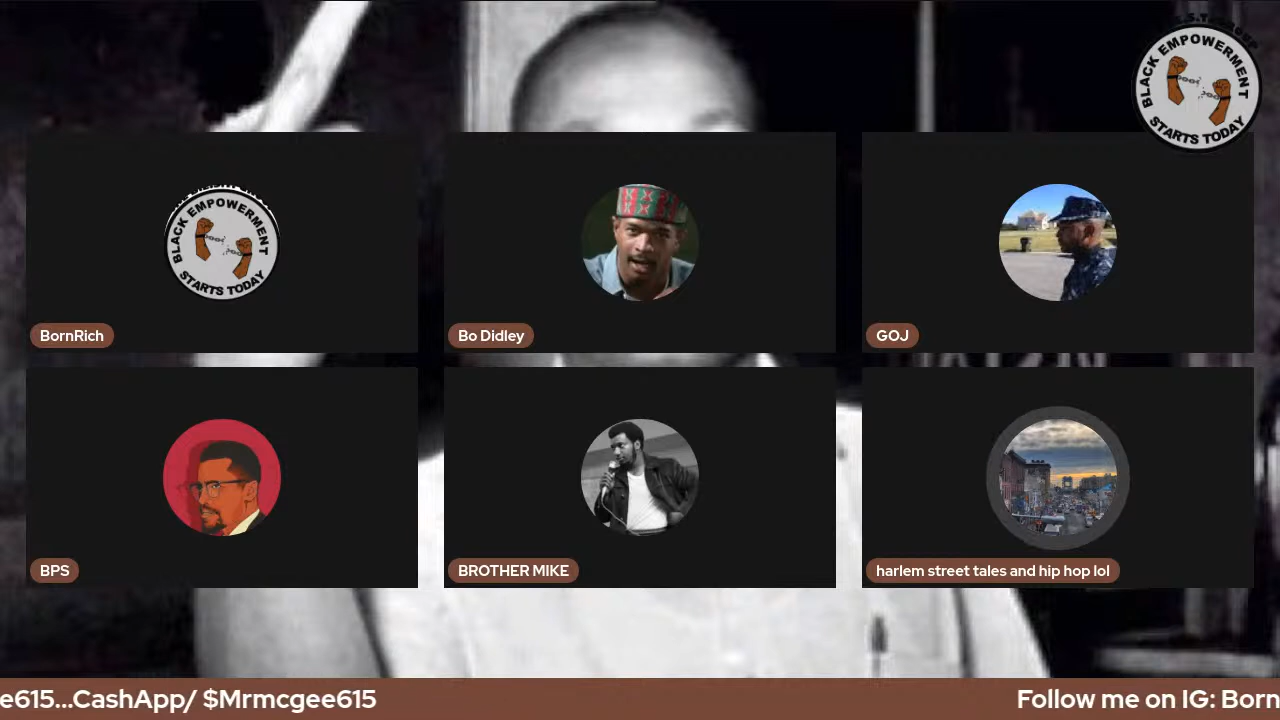 BLACK EMPOWERMENT
STARTS TODAY
BLACK EMPOWERMENT
STARTS TODAY
BornRich
Bo Didley
GOJ
BPS
BROTHER MIKE
harlem street tales and hip hop lol
e615...CashApp/ $Mrmcgee615
Follow me on IG: Born